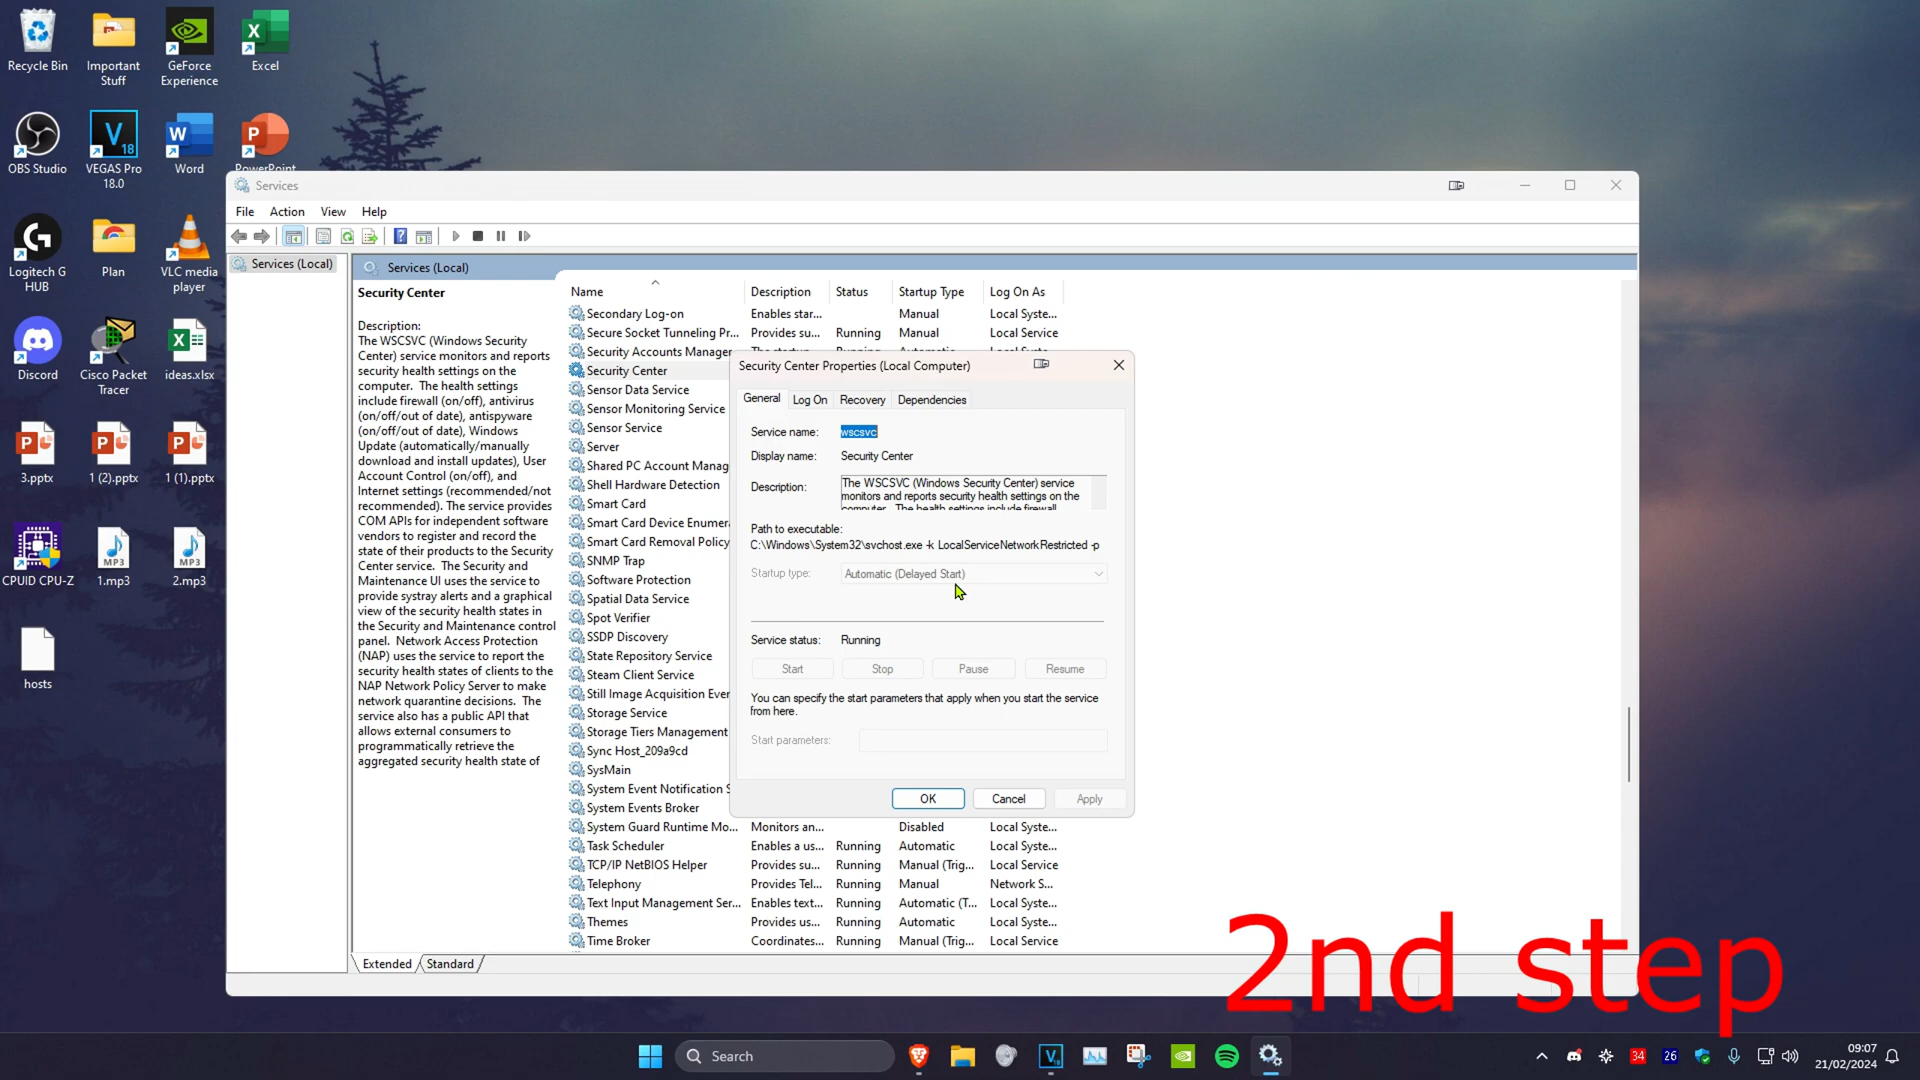 Recycle Bin
Important Stuff
GeForce Experience
Excel
OBS Studio
VEGAS Pro 18.0
Word
PowerPoint
Logitech G HUB
Plan
VLC media player
Discord
Cisco Packet Tracer
ideas.xlsx
3.pptx
1 (2).pptx
1 (1).pptx
CPUID CPU-Z
1.mp3
2.mp3
hosts
Services
File Action View Help
Services (Local)
Services (Local)
Security Center
Description:
The WSCSVC (Windows Security
Center) service monitors and reports
security health settings on the
computer. The health settings
include firewall (on/off), antivirus
(on/off/out of date), antispyware
(on/off/out of date), Windows
Update (automatically/manually
download and install updates), User
Account Control (on/off), and
Internet settings (recommended/not
recommended). The service provides
COM APIs for independent software
vendors to register and record the
state of their products to the Security
Center service. The Security and
Maintenance UI uses the service to
provide systray alerts and a graphical
view of the security health states in
the Security and Maintenance control
panel. Network Access Protection
(NAP) uses the service to report the
security health states of clients to the
NAP Network Policy Server to make
network quarantine decisions. The
service also has a public API that
allows external consumers to
programmatically retrieve the
aggregated security health state of
Name Description Status Startup Type Log On As
Secondary Log-on Enables star... Manual Local Syste...
Secure Socket Tunneling Pr... Provides su... Running Manual Local Service
Security Accounts Manager
Security Center
Sensor Data Service
Sensor Monitoring Service
Sensor Service
Server
Shared PC Account Manag
Shell Hardware Detection
Smart Card
Smart Card Device Enumera
Smart Card Removal Policy
SNMP Trap
Software Protection
Spatial Data Service
Spot Verifier
SSDP Discovery
State Repository Service
Steam Client Service
Still Image Acquisition Ever
Storage Service
Storage Tiers Management
Sync Host_209a9cd
SysMain
System Event Notification S
System Events Broker
System Guard Runtime Mo... Monitors an... Disabled Local Syste...
Task Scheduler Enables a us... Running Automatic Local Syste...
TCP/IP NetBIOS Helper Provides su... Running Manual (Trig... Local Service
Telephony Provides Tel... Running Manual Network S...
Text Input Management Ser... Enables text... Running Automatic (T... Local Syste...
Themes Provides us... Running Automatic Local Syste...
Time Broker Coordinates... Running Manual (Trig... Local Service
Extended Standard
Security Center Properties (Local Computer)
General Log On Recovery Dependencies
Service name: wscsvc
Display name: Security Center
Description: The WSCSVC (Windows Security Center) service
monitors and reports security health settings on the
computer. The health settings include firewall
Path to executable:
C:\Windows\System32\svchost.exe -k LocalServiceNetworkRestricted -p
Startup type: Automatic (Delayed Start)
Service status: Running
Start Stop Pause Resume
You can specify the start parameters that apply when you start the service
from here.
Start parameters:
OK Cancel Apply
2nd step
Search
34 26
09:07
21/02/2024